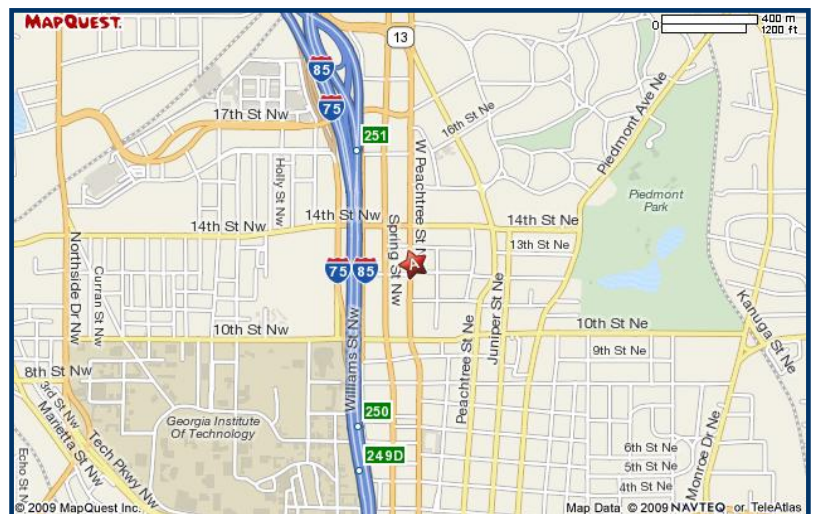 MAPQUEST.
0 400 m
1200 ft
13
85
75
17th St Nw
16th St Ne
Piedmont Ave Ne
251
W Peachtree St N
Holly St Nw
Piedmont
Park
14th St Nw
14th St Nw
14th St Ne
13th St Ne
Spring St Nw
A
75
85
Northside Dr Nw
Curran St Nw
Kanuga St Ne
10th St Nw
10th St Ne
Williams St Nw
Peachtree St Ne
Juniper St Ne
9th St Ne
8th St Nw
3rd St Nw
Marietta St Nw
Tech Pkwy Nw
Georgia Institute
Of Technology
250
249D
Monroe Dr Ne
6th St Ne
5th St Ne
4th St Ne
Echo St N
© 2009 MapQuest Inc.
Map Data © 2009 NAVTEQ or TeleAtlas